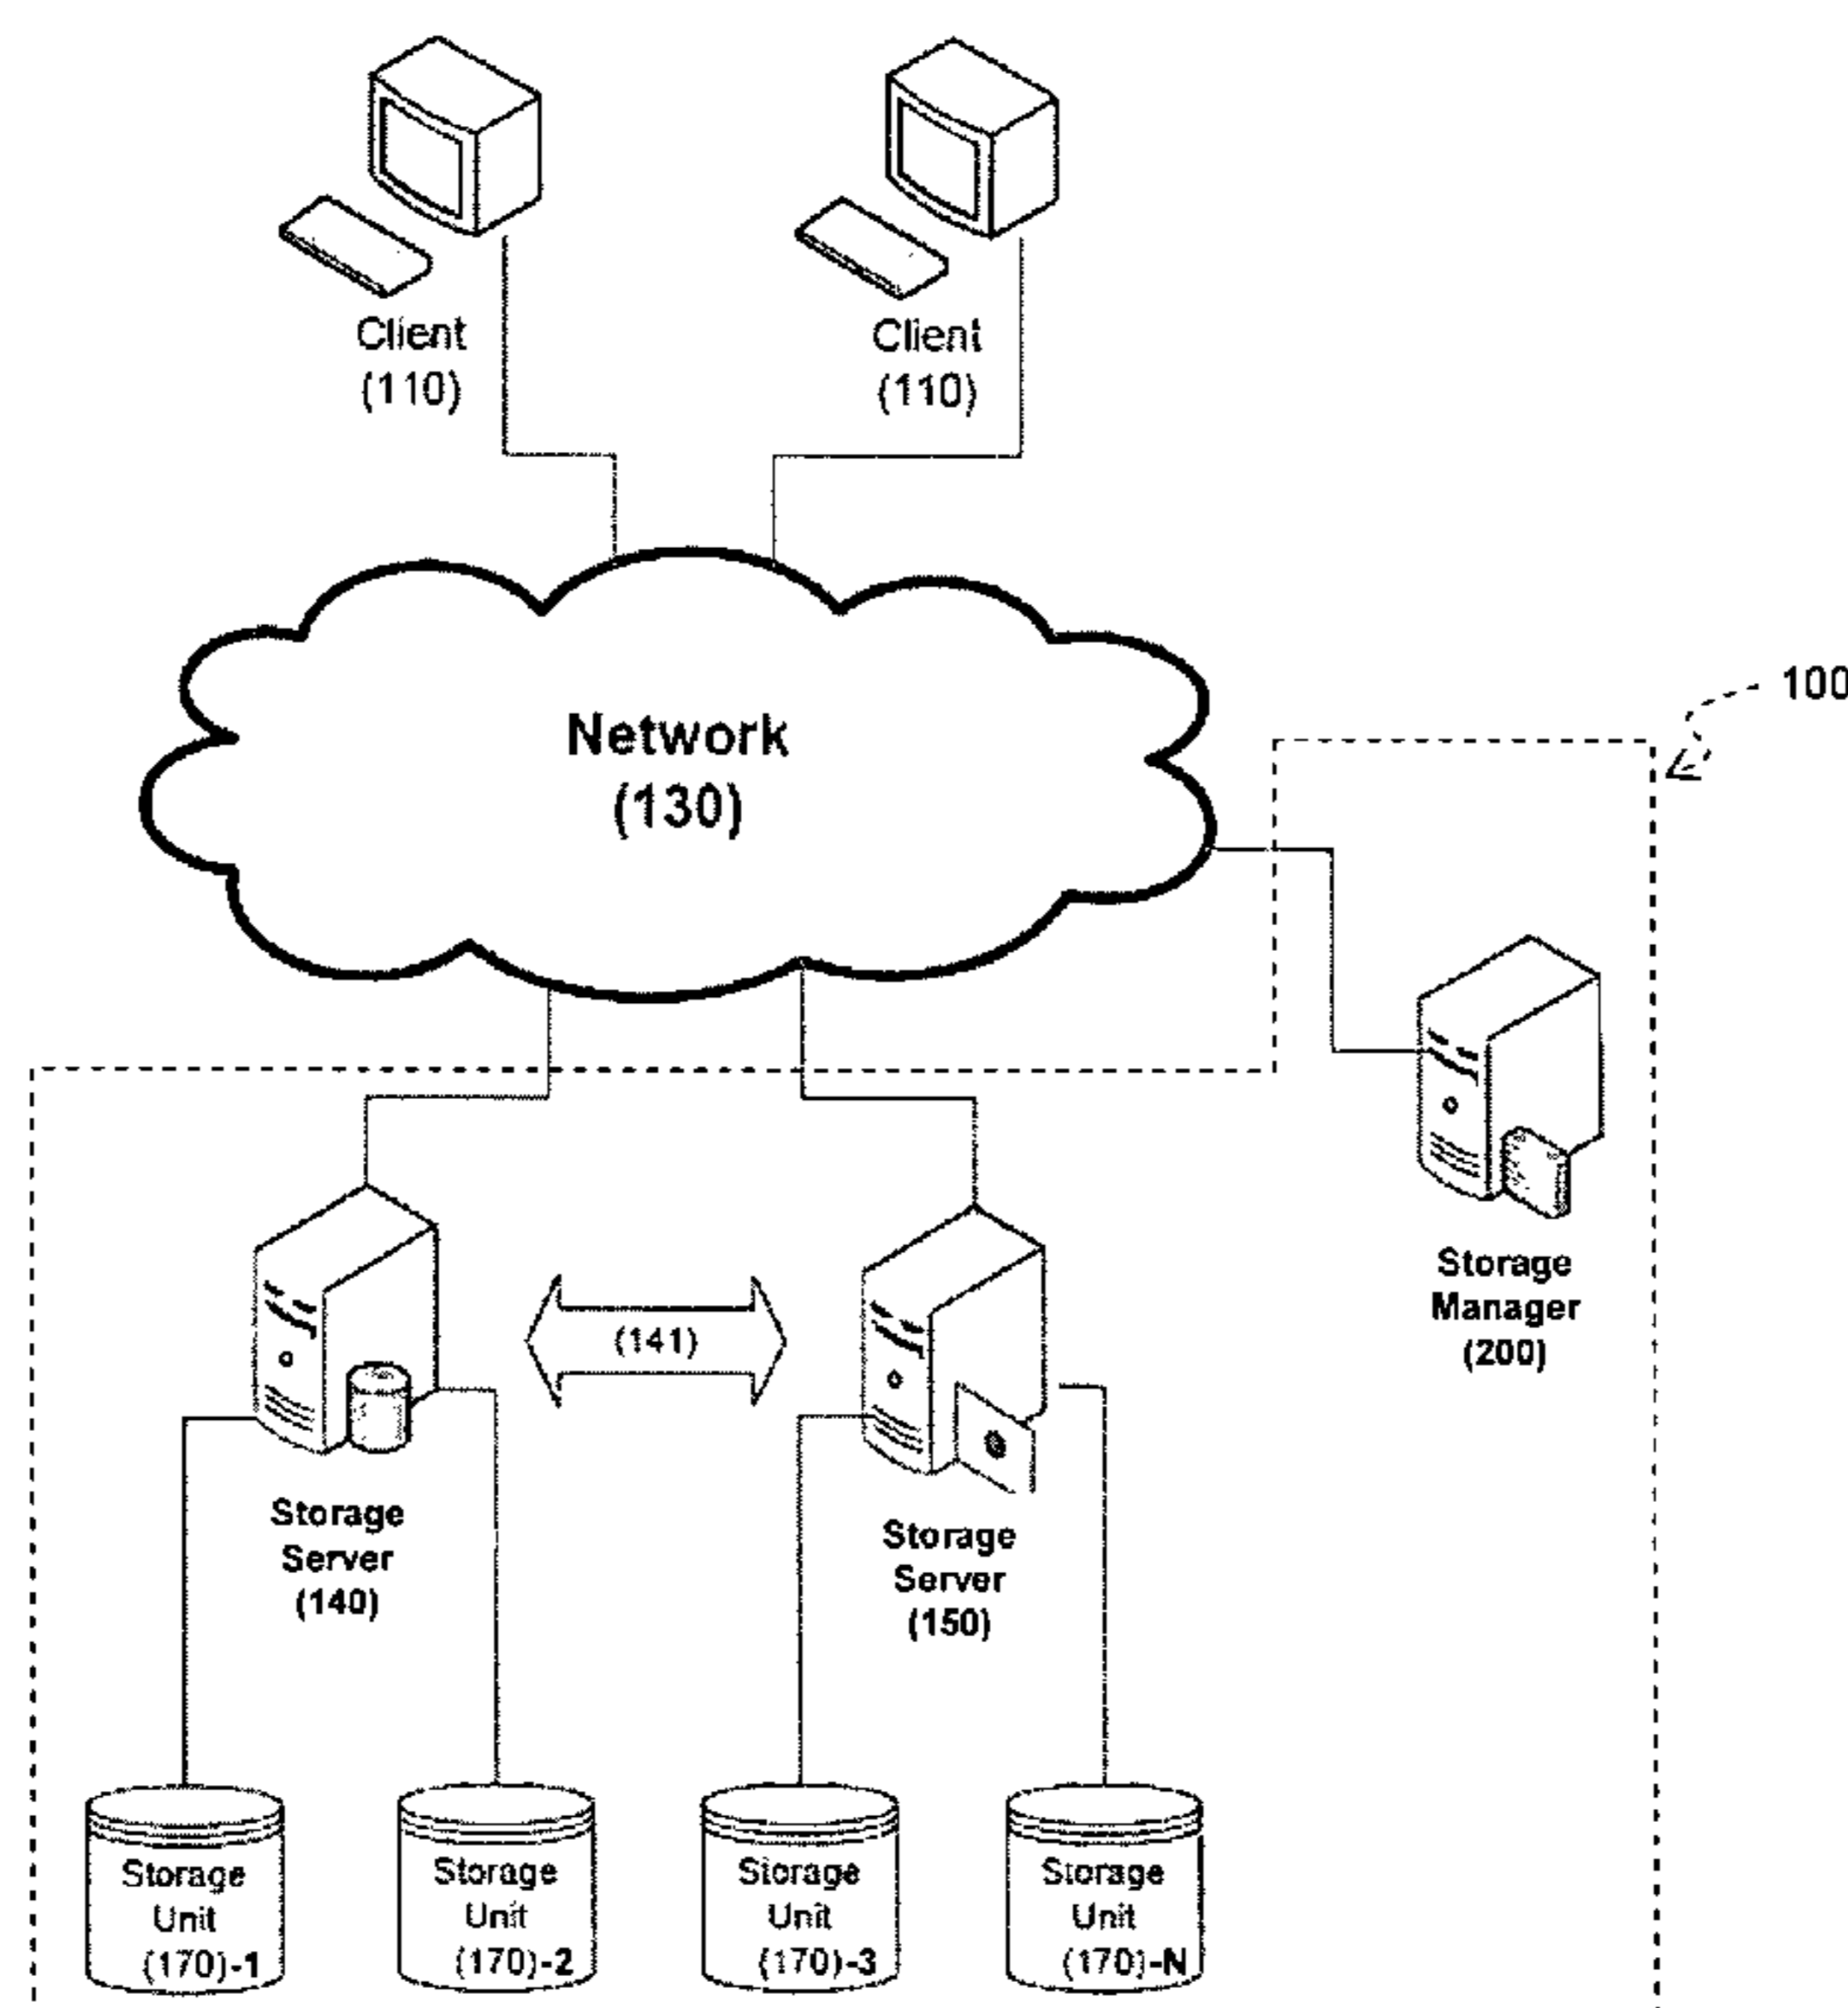 Client
(110)
Client
(110)
Network
(130)
100
Storage
Manager
(200)
(141)
Storage
Server
(140)
Storage
Server
(150)
Storage
Unit
(170)-1
Storage
Unit
(170)-2
Storage
Unit
(170)-3
Storage
Unit
(170)-N